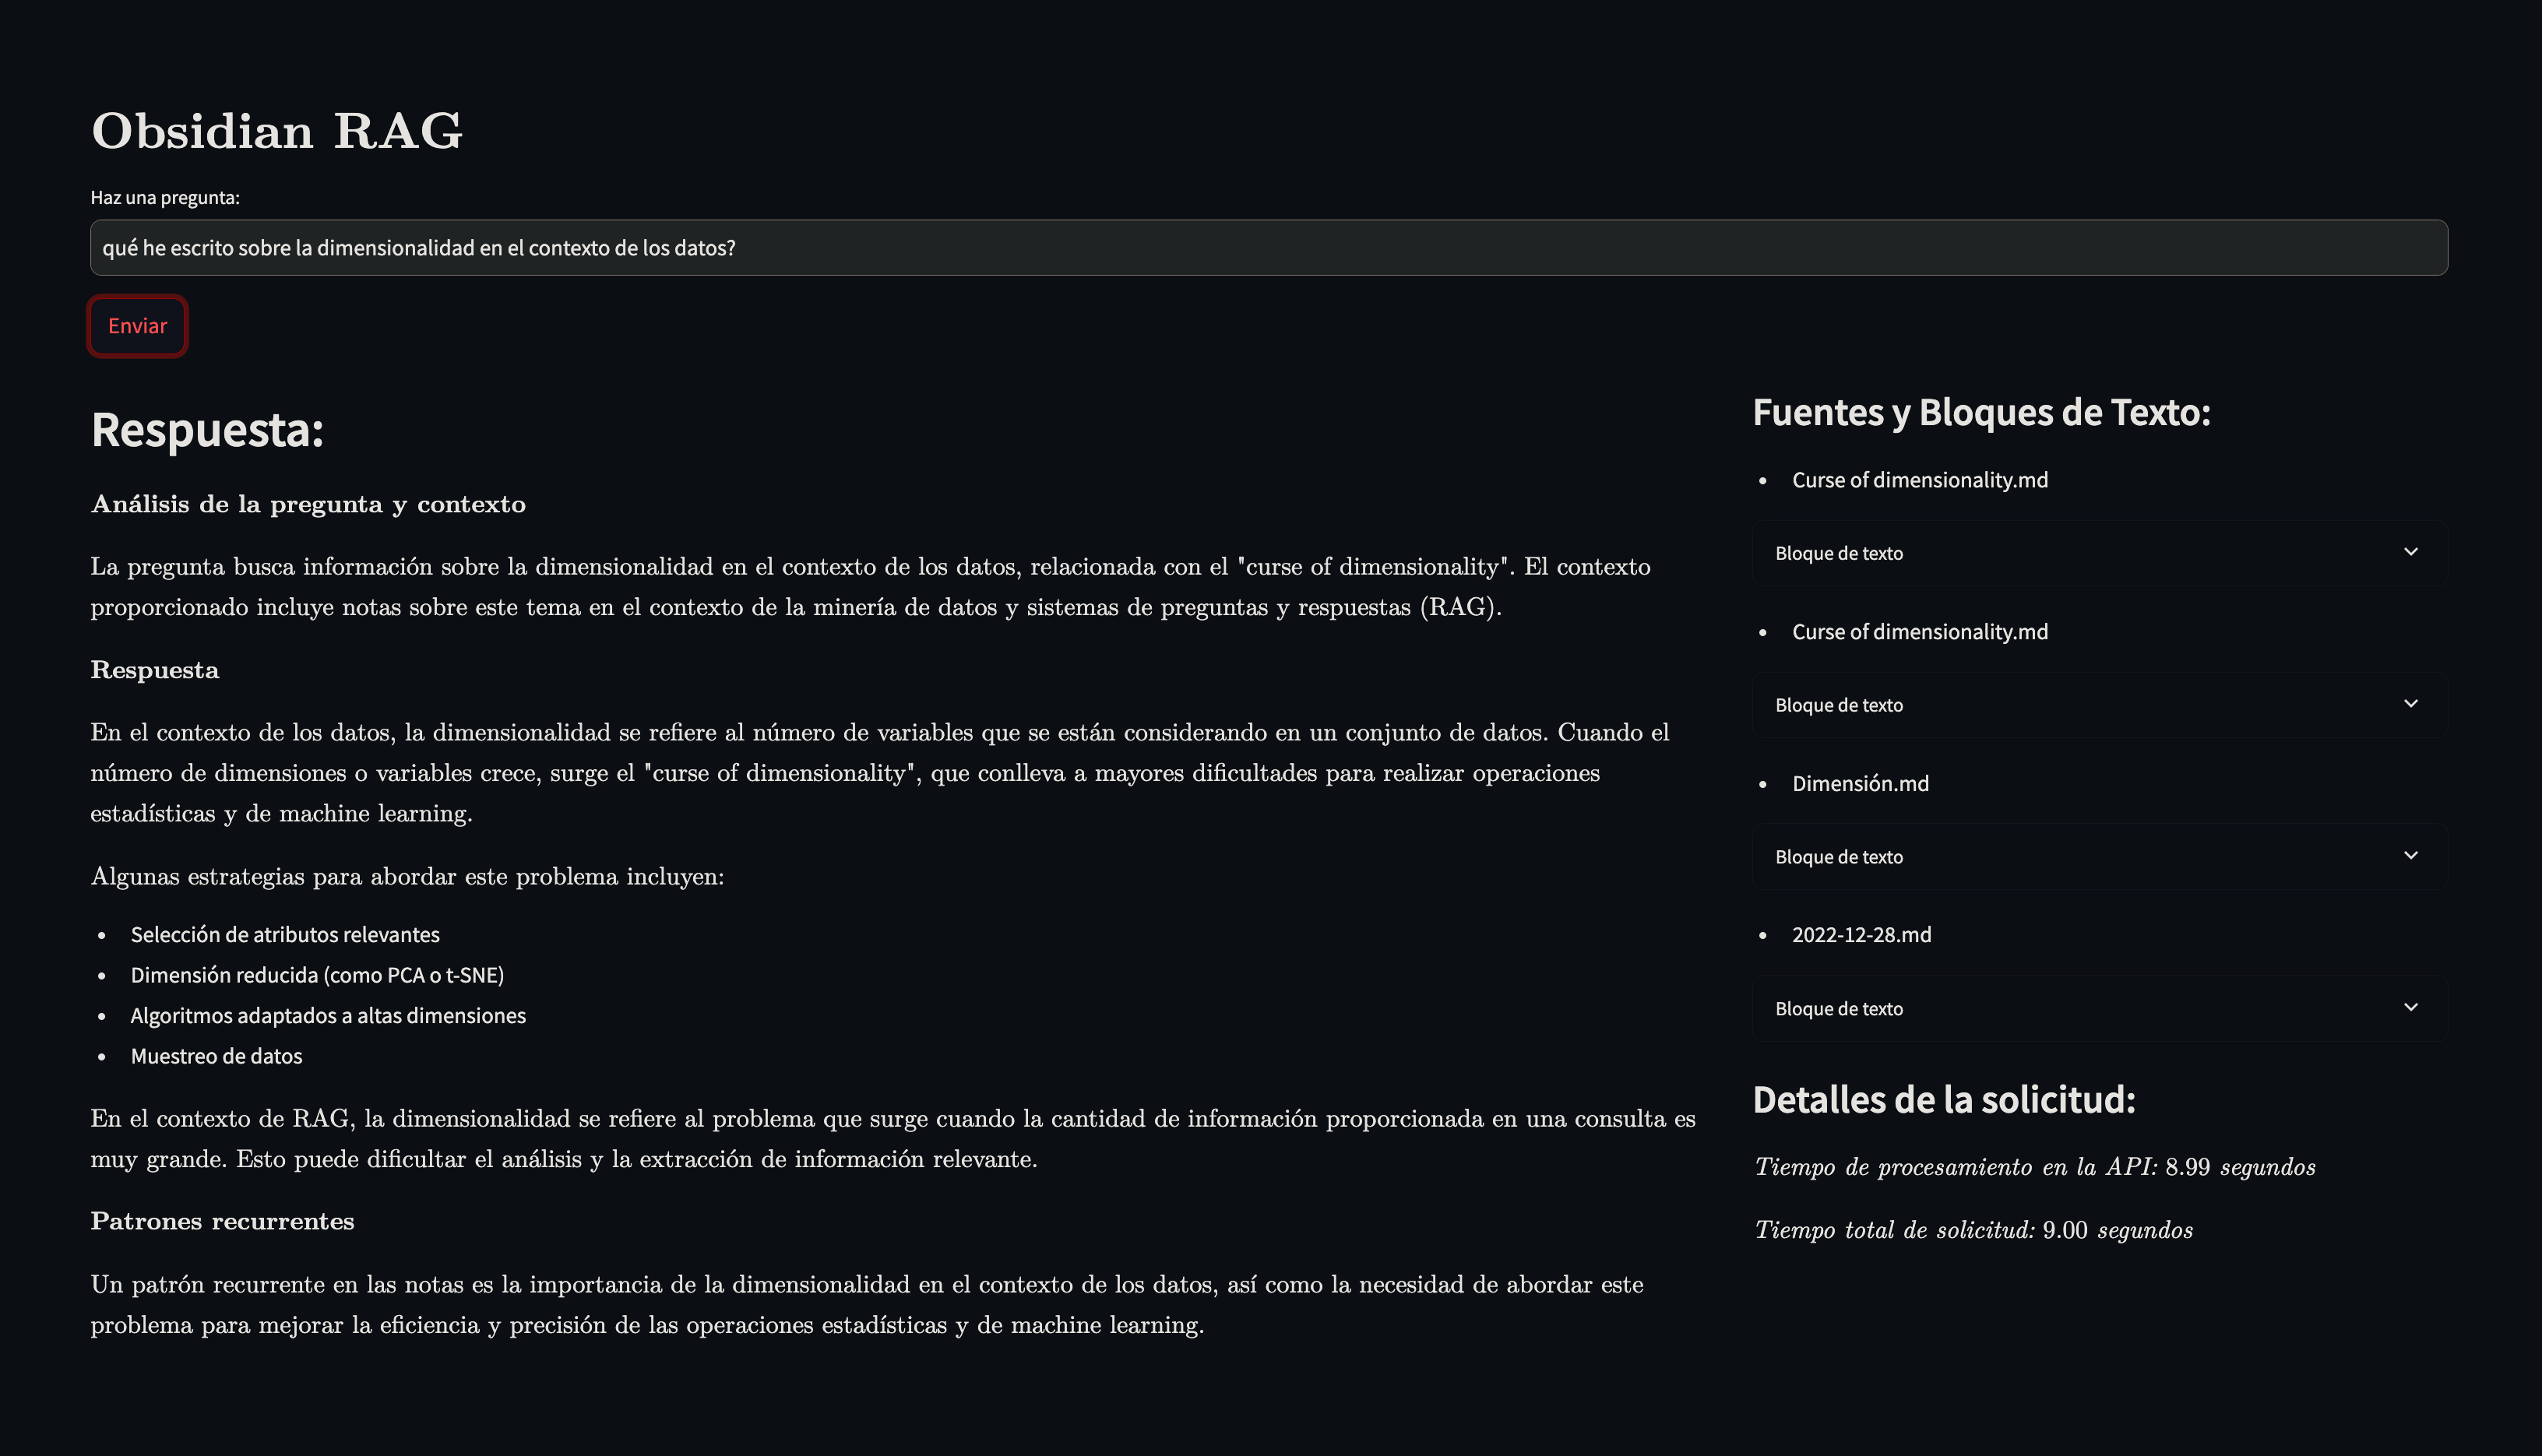 Obsidian RAG
Haz una pregunta:
qué he escrito sobre la dimensionalidad en el contexto de los datos?
Enviar
Respuesta:
Análisis de la pregunta y contexto
La pregunta busca información sobre la dimensionalidad en el contexto de los datos, relacionada con el "curse of dimensionality". El contexto
proporcionado incluye notas sobre este tema en el contexto de la minería de datos y sistemas de preguntas y respuestas (RAG).
Respuesta
En el contexto de los datos, la dimensionalidad se refiere al número de variables que se están considerando en un conjunto de datos. Cuando el
número de dimensiones o variables crece, surge el "curse of dimensionality", que conlleva a mayores dificultades para realizar operaciones
estadísticas y de machine learning.
Algunas estrategias para abordar este problema incluyen:
• Selección de atributos relevantes
• Dimensión reducida (como PCA o t-SNE)
• Algoritmos adaptados a altas dimensiones
• Muestreo de datos
En el contexto de RAG, la dimensionalidad se refiere al problema que surge cuando la cantidad de información proporcionada en una consulta es
muy grande. Esto puede dificultar el análisis y la extracción de información relevante.
Patrones recurrentes
Un patrón recurrente en las notas es la importancia de la dimensionalidad en el contexto de los datos, así como la necesidad de abordar este
problema para mejorar la eficiencia y precisión de las operaciones estadísticas y de machine learning.
Fuentes y Bloques de Texto:
• Curse of dimensionality.md
Bloque de texto
• Curse of dimensionality.md
Bloque de texto
• Dimensión.md
Bloque de texto
• 2022-12-28.md
Bloque de texto
Detalles de la solicitud:
Tiempo de procesamiento en la API: 8.99 segundos
Tiempo total de solicitud: 9.00 segundos